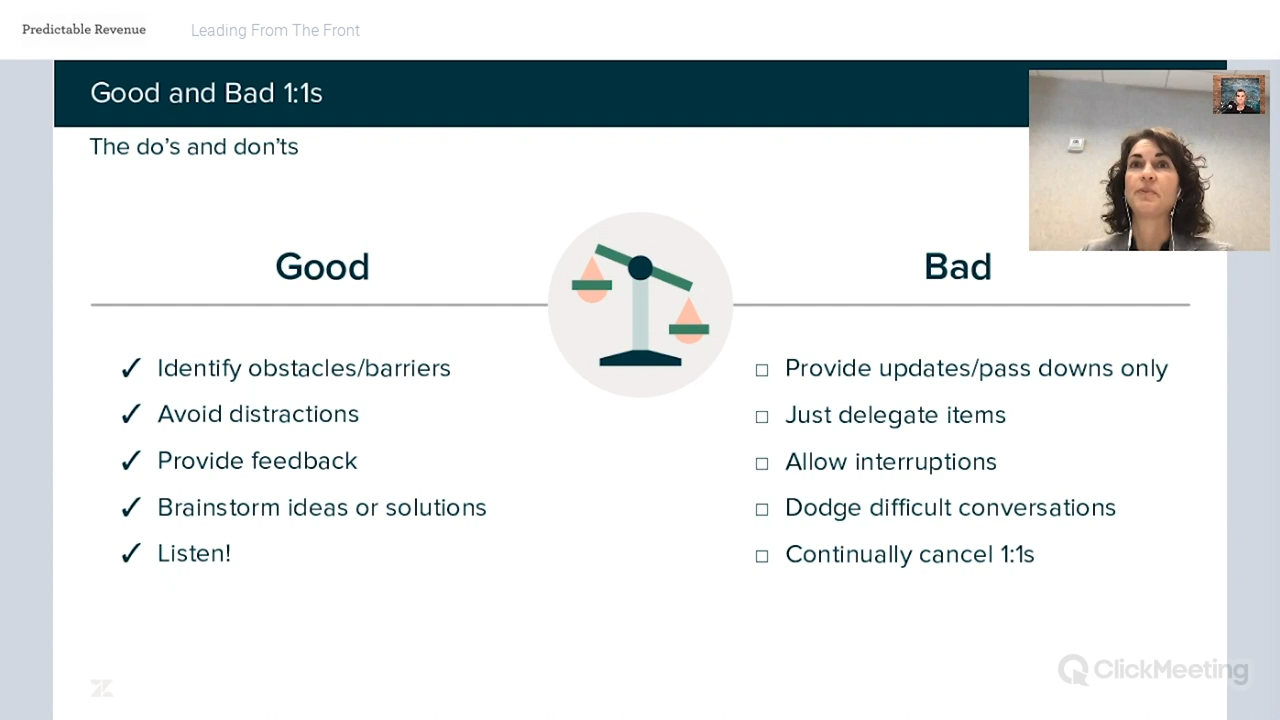 Predictable Revenue
Leading From The Front
Good and Bad 1:1s
The do's and don'ts
Good
✓ Identify obstacles/barriers
✓ Avoid distractions
✓ Provide feedback
✓ Brainstorm ideas or solutions
✓ Listen!
Bad
□ Provide updates/pass downs only
□ Just delegate items
□ Allow interruptions
□ Dodge difficult conversations
□ Continually cancel 1:1s
ClickMeeting